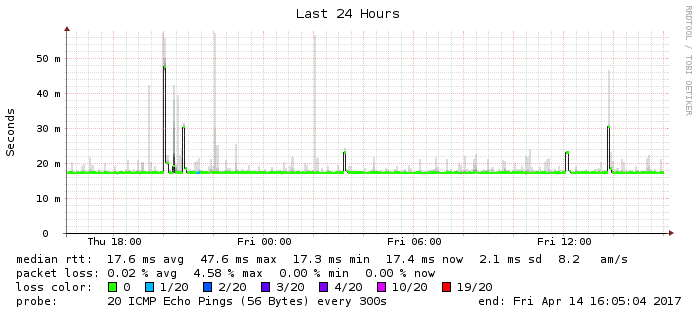 Last 24 Hours
RRDTOOL / TOBI OETIKER
Seconds
50 m
40 m
30 m
20 m
10 m
0
Thu 18:00 Fri 00:00 Fri 06:00 Fri 12:00
median rtt: 17.6 ms avg 47.6 ms max 17.3 ms min 17.4 ms now 2.1 ms sd 8.2 am/s
packet loss: 0.02 % avg 4.58 % max 0.00 % min 0.00 % now
loss color: 0 1/20 2/20 3/20 4/20 10/20 19/20
probe: 20 ICMP Echo Pings (56 Bytes) every 300s end: Fri Apr 14 16:05:04 2017